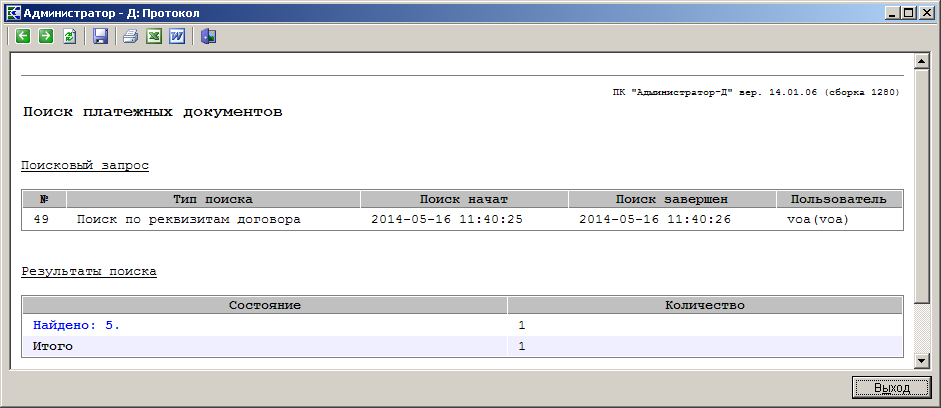 Администратор - Д: Протокол
ПК "Администратор-Д" вер. 14.01.06 (сборка 1280)
Поиск платежных документов
Поисковый запрос
№ Тип поиска Поиск начат Поиск завершен Пользователь
49 Поиск по реквизитам договора 2014-05-16 11:40:25 2014-05-16 11:40:26 voa(voa)
Результаты поиска
Состояние Количество
Найдено: 5. 1
Итого 1
Выход